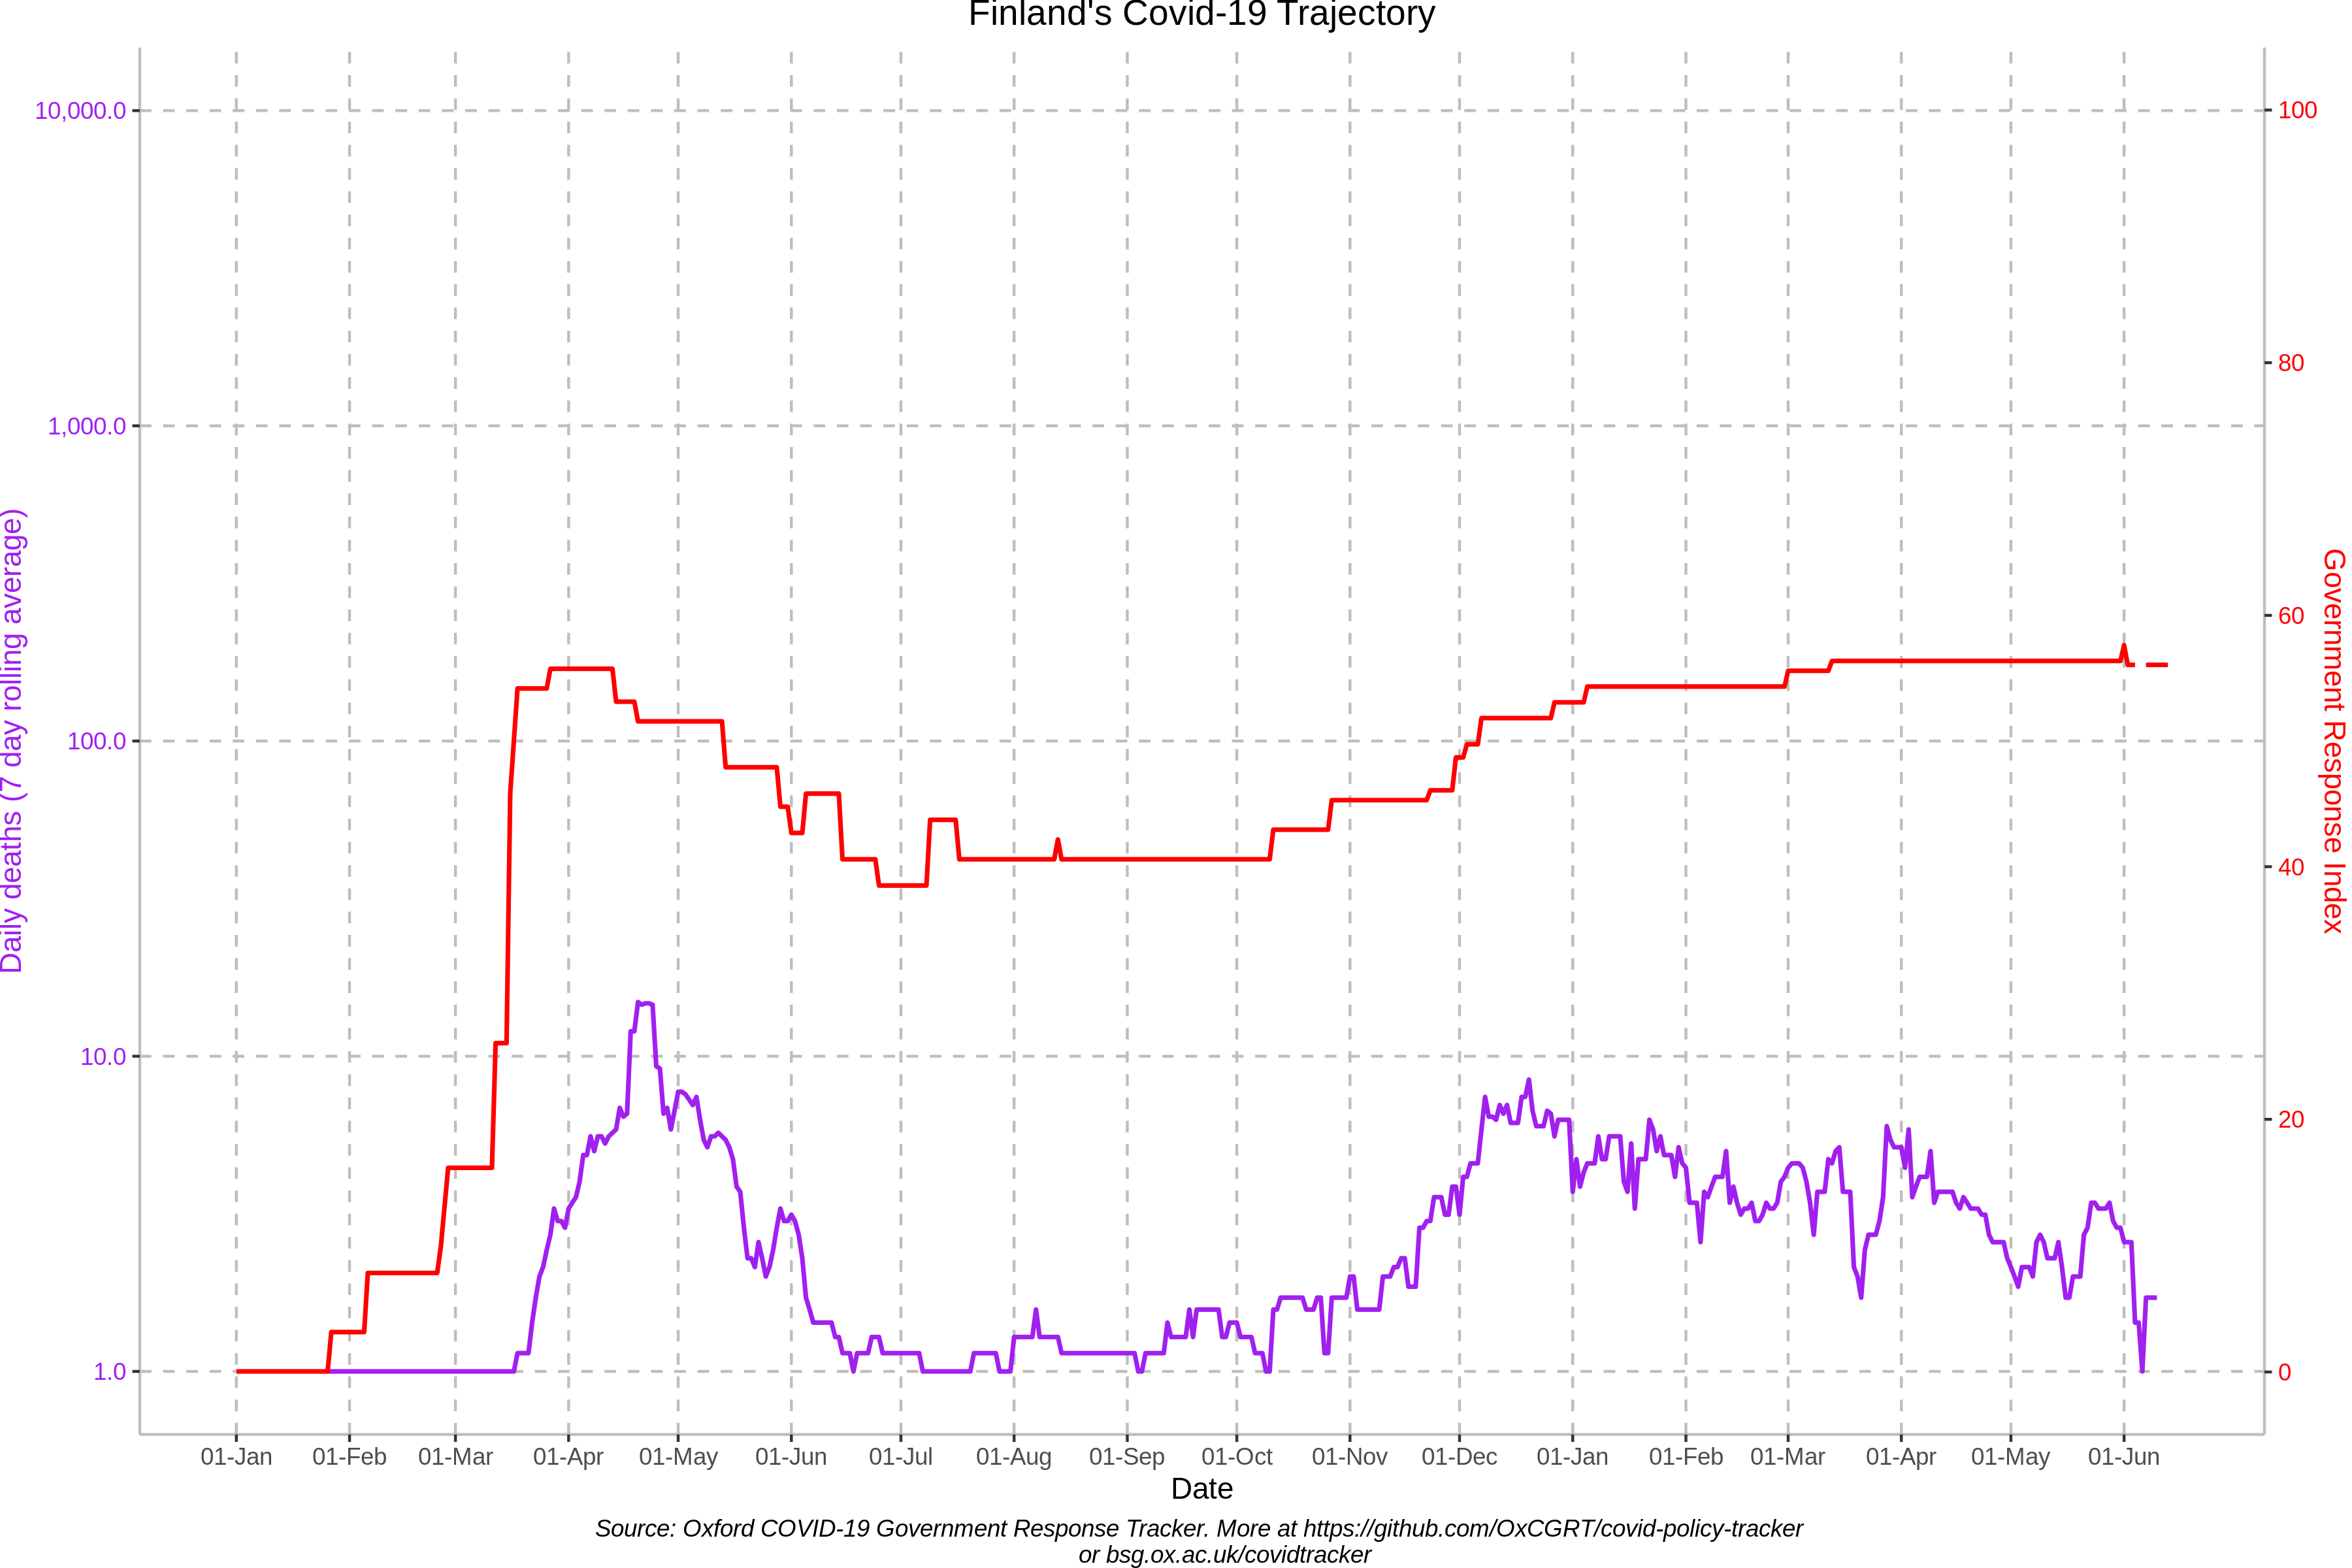 Finland's Covid-19 Trajectory
10,000.0
1,000.0
100.0
10.0
1.0
Daily deaths (7 day rolling average)
100
80
60
40
20
0
Government Response Index
01-Jan 01-Feb 01-Mar 01-Apr 01-May 01-Jun 01-Jul 01-Aug 01-Sep 01-Oct 01-Nov 01-Dec 01-Jan 01-Feb 01-Mar 01-Apr 01-May 01-Jun
Date
Source: Oxford COVID-19 Government Response Tracker. More at https://github.com/OxCGRT/covid-policy-tracker
or bsg.ox.ac.uk/covidtracker